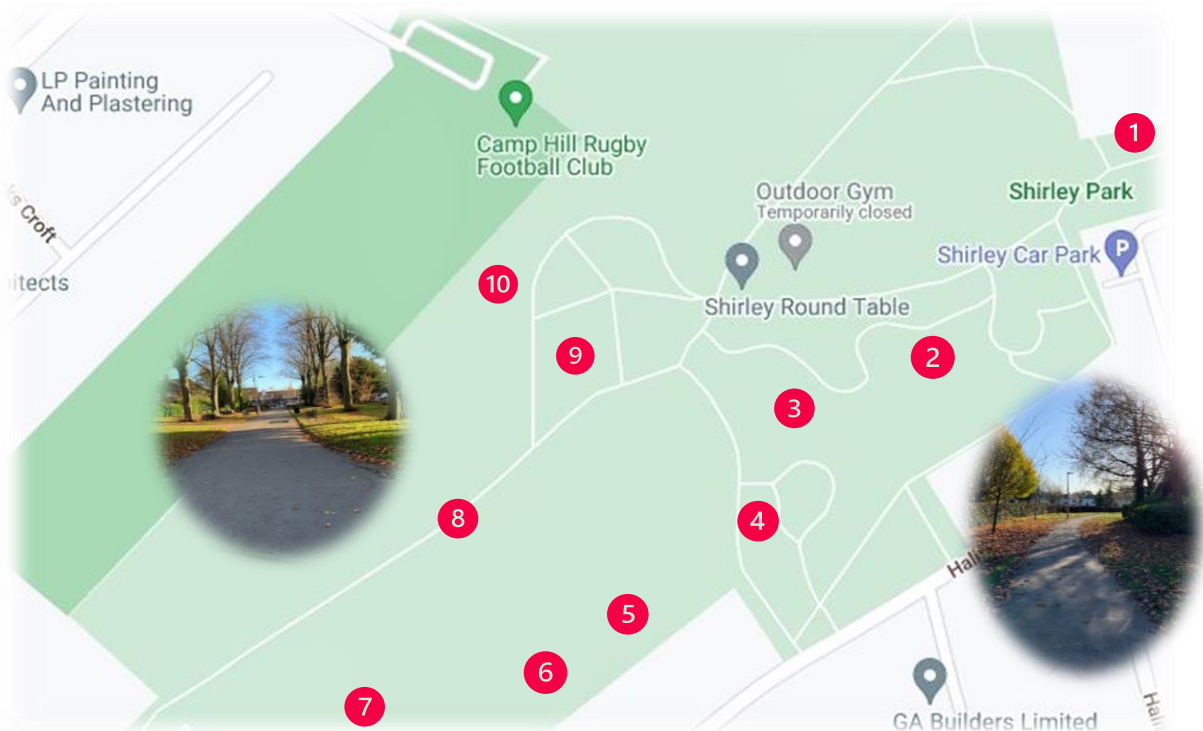 LP Painting
And Plastering
Camp Hill Rugby
Football Club
1
Outdoor Gym
Temporarily closed
Shirley Park
Croft
Shirley Car Park
P
itects
10
Shirley Round Table
9
2
3
8
4
5
6
7
GA Builders Limited